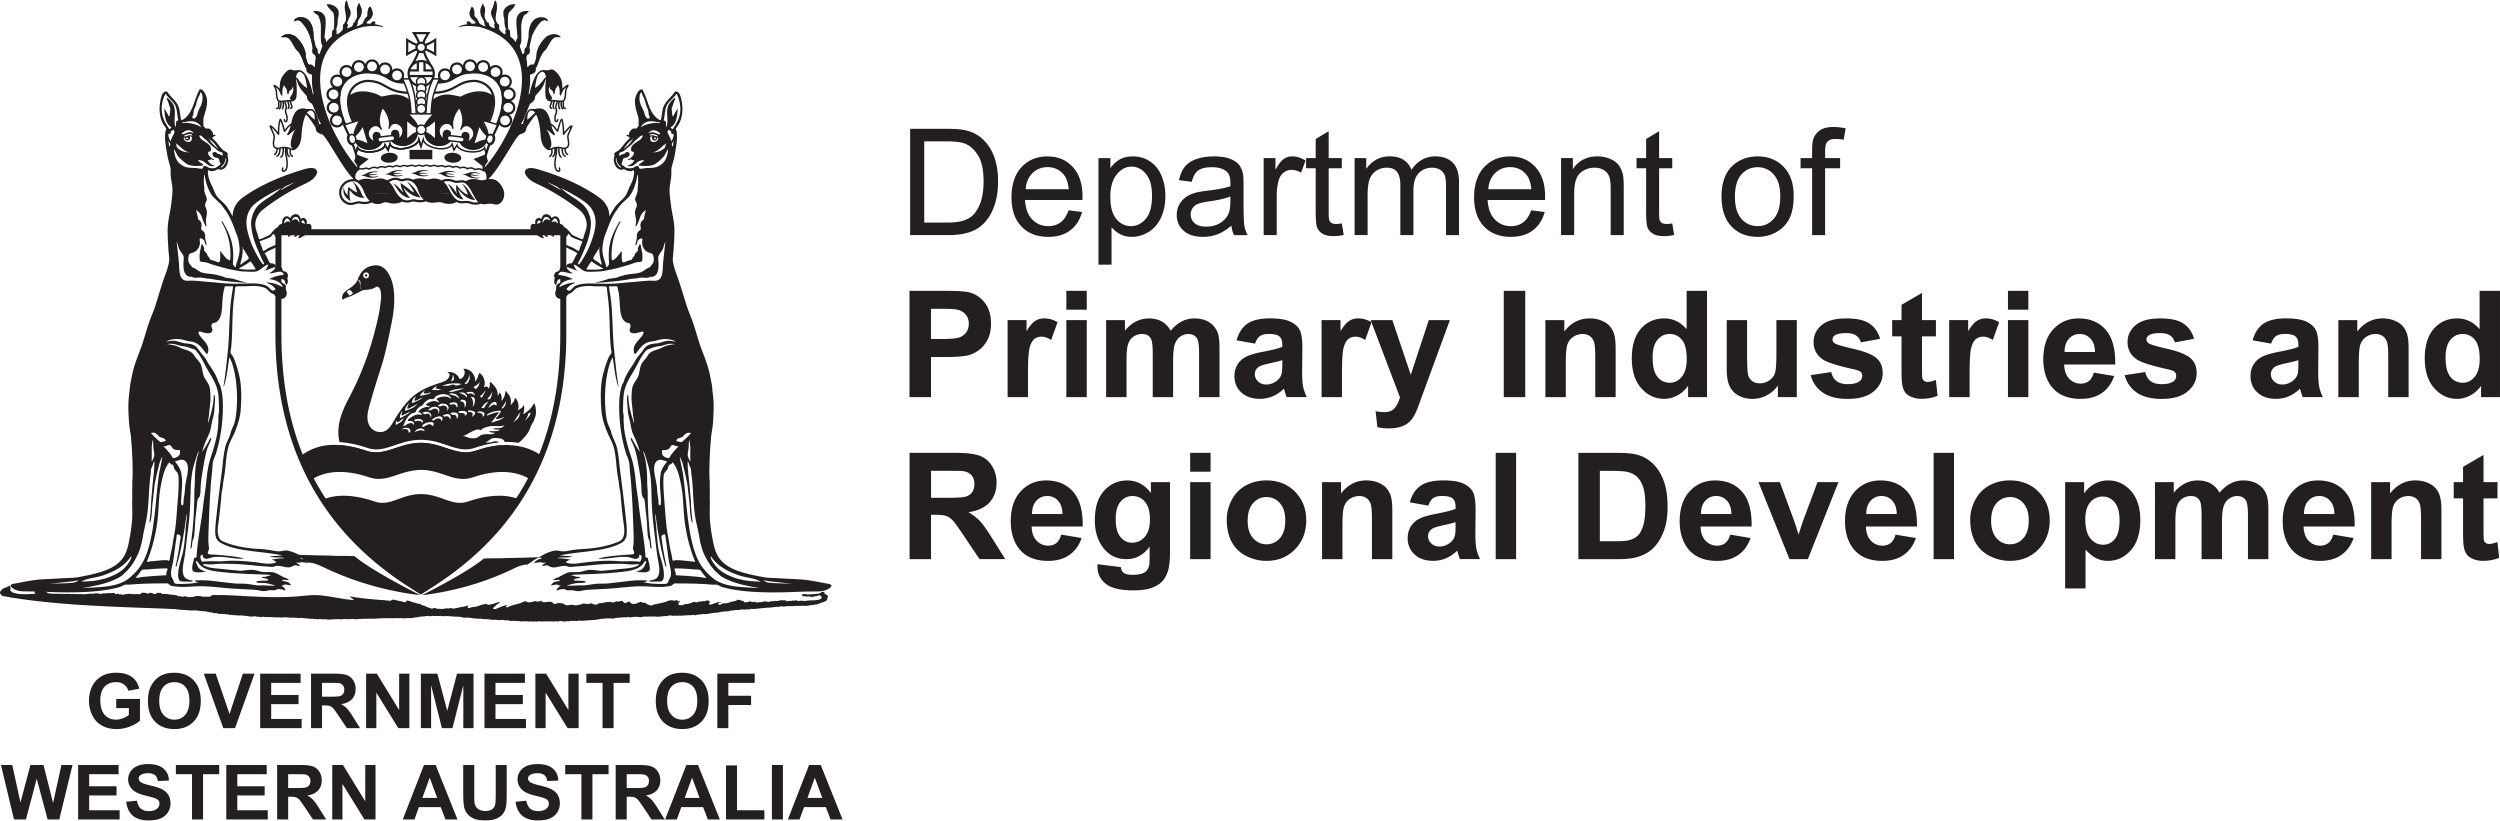 Department of
Primary Industries and
Regional Development
GOVERNMENT OF
WESTERN AUSTRALIA